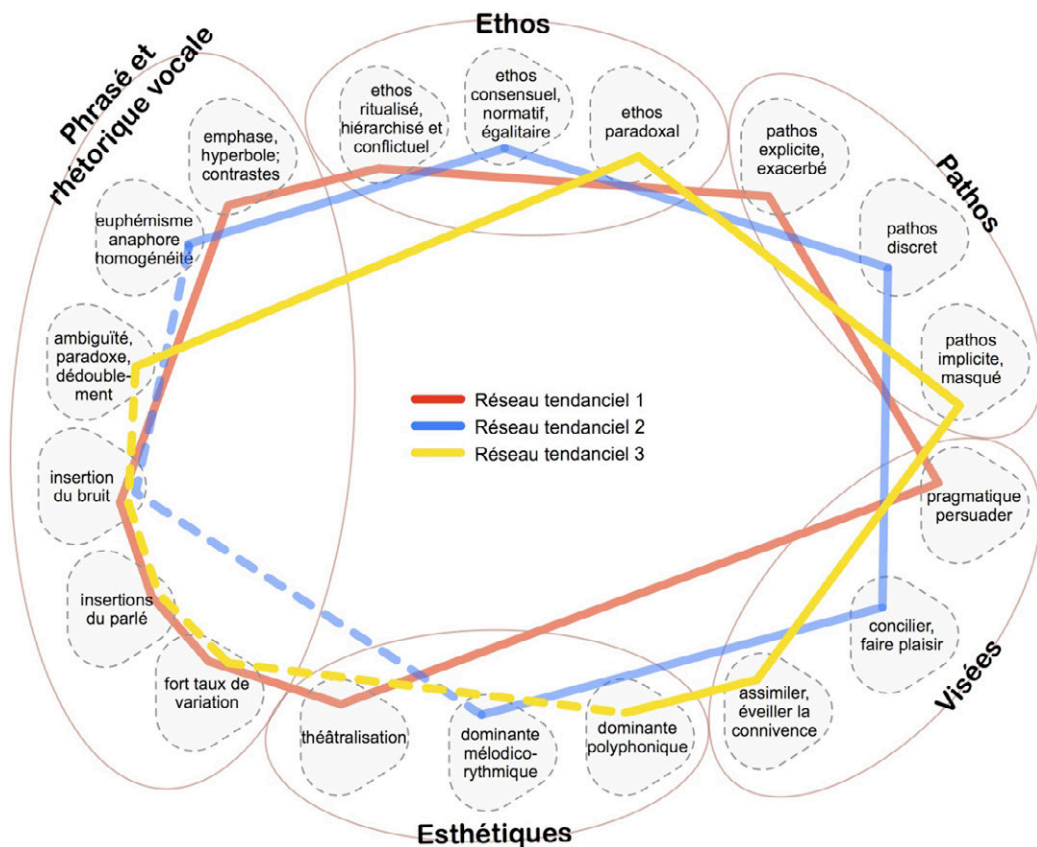 Phrasé et
rhétorique vocale
emphase,
hyperbole;
contrastes
euphémisme
anaphore
homogénéité
ambiguïté,
paradoxe,
dédouble-
ment
insertion
du bruit
insertions
du parlé
fort taux de
variation
Ethos
ethos
ritualisé,
hiérarchisé et
conflictuel
ethos
consensuel,
normatif,
égalitaire
ethos
paradoxal
Pathos
pathos
explicite,
exacerbé
pathos
discret
pathos
implicite,
masqué
Réseau tendanciel 1
Réseau tendanciel 2
Réseau tendanciel 3
pragmatique
persuader
concilier,
faire plaisir
assimiler,
éveiller la
connivence
Visées
théâtralisation
dominante
mélodico-
rythmique
dominante
polyphonique
Esthétiques